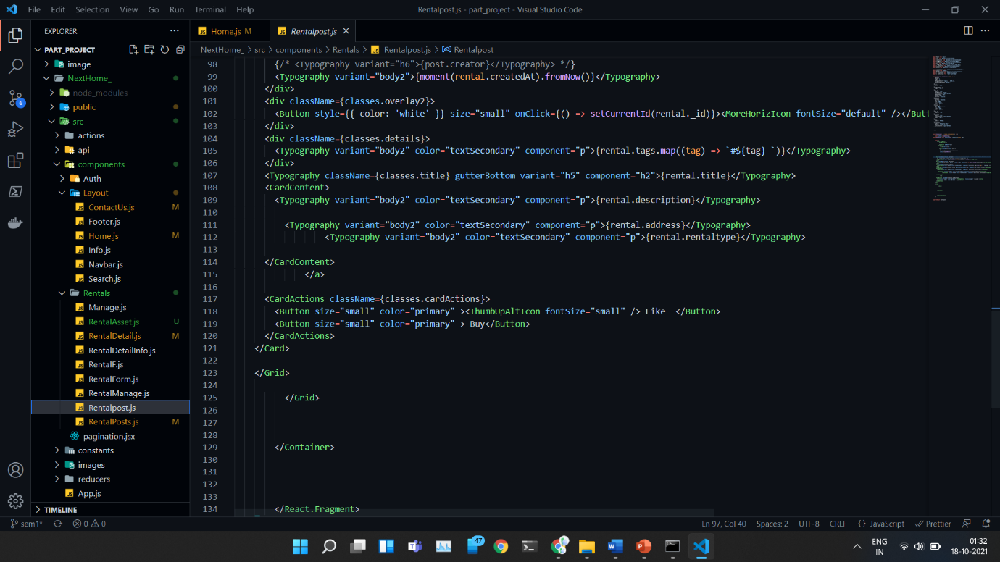 File Edit Selection View Go Run Terminal Help
Rentalpost.js - part_project - Visual Studio Code
EXPLORER
PART_PROJECT
image
NextHome_
node_modules
public
src
actions
api
components
Auth
Layout
ContactUs.js M
Footer.js
Home.js M
Info.js
Navbar.js
Search.js
Rentals
Manage.js
RentalAsset.js U
RentalDetail.js M
RentalDetailInfo.js
RentalF.js
RentalForm.js
RentalManage.js
Rentalpost.js
RentalPosts.js M
pagination.jsx
constants
images
reducers
App.js
TIMELINE
6
Home.js M
Rentalpost.js
NextHome_ > src > components > Rentals > Rentalpost.js > Rentalpost
98 {/* <Typography variant="h6">{post.creator}</Typography> */}
99 <Typography variant="body2">{moment(rental.createdAt).fromNow()}</Typography>
100 </div>
101 <div className={classes.overlay2}>
102 <Button style={{ color: 'white' }} size="small" onClick={() => setCurrentId(rental._id)}><MoreHorizIcon fontSize="default" /></Butt
103 </div>
104 <div className={classes.details}>
105 <Typography variant="body2" color="textSecondary" component="p">{rental.tags.map((tag) => `#${tag} `)}</Typography>
106 </div>
107 <Typography className={classes.title} gutterBottom variant="h5" component="h2">{rental.title}</Typography>
108 <CardContent>
109 <Typography variant="body2" color="textSecondary" component="p">{rental.description}</Typography>
110
111 <Typography variant="body2" color="textSecondary" component="p">{rental.address}</Typography>
112 <Typography variant="body2" color="textSecondary" component="p">{rental.rentaltype}</Typography>
113
114 </CardContent>
115 </a>
116
117 <CardActions className={classes.cardActions}>
118 <Button size="small" color="primary" ><ThumbUpAltIcon fontSize="small" /> Like  </Button>
119 <Button size="small" color="primary" > Buy</Button>
120 </CardActions>
121 </Card>
122
123 </Grid>
124
125 </Grid>
126
127
128
129 </Container>
130
131
132
133
134 </React.Fragment>
sem1* 0 0
Ln 97, Col 40 Spaces: 2 UTF-8 CRLF {} JavaScript Prettier
47
ENG
IN
01:32
18-10-2021